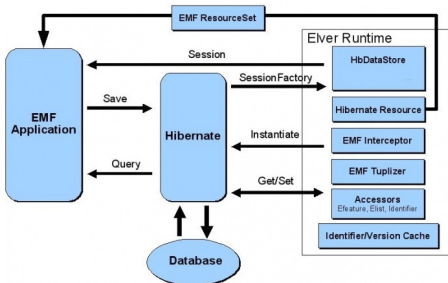 EMF ResourceSet
Elver Runtime
Session
HbDataStore
SessionFactory
Save
Hibernate Resource
EMF
Application
Hibernate
Instantiate
EMF Interceptor
Query
EMF Tuplizer
Get/Set
Accessors
Efeature, Elist, Identifier
Identifier/Version Cache
Database